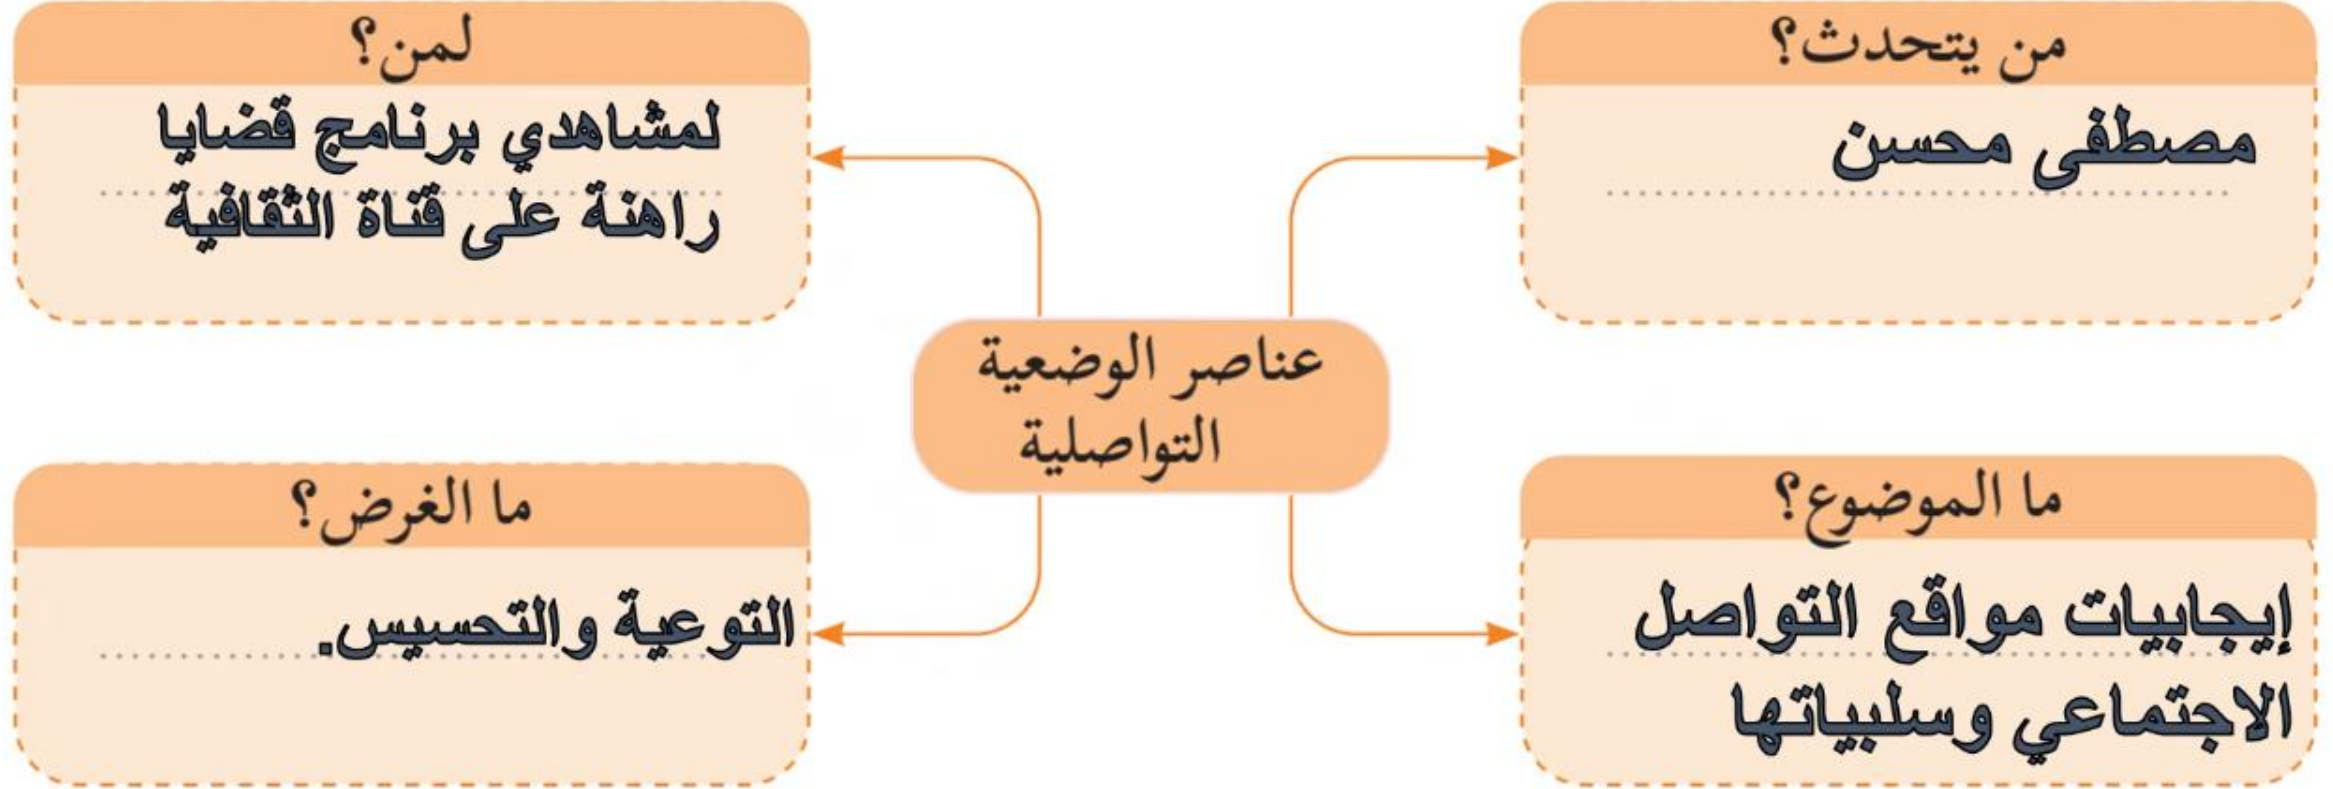 من يتحدث؟
مصطفى محسن
لمن؟
لمشاهدي برنامج قضايا
راهنة على قناة الثقافية
عناصر الوضعية
التواصلية
ما الموضوع؟
إيجابيات مواقع التواصل
الاجتماعي وسلبياتها
ما الغرض؟
التوعية والتحسيس.